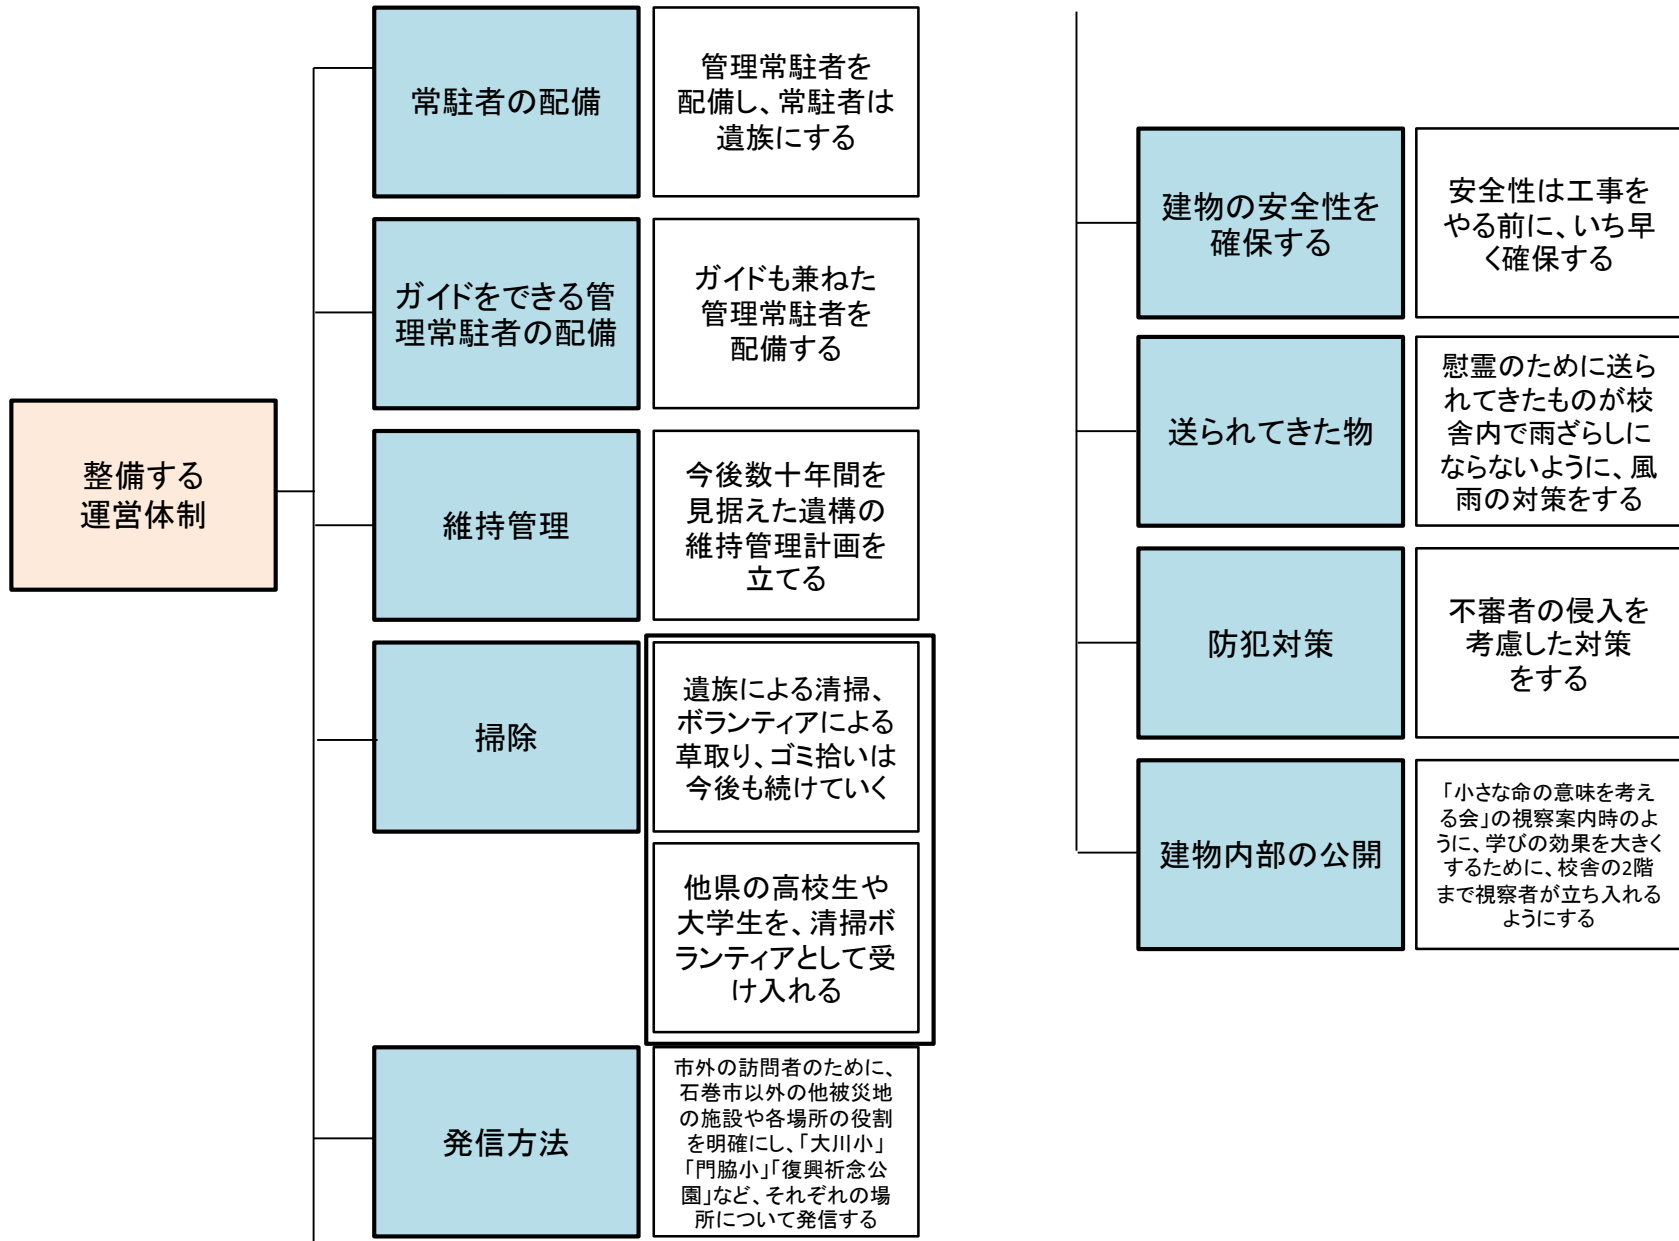 整備する
運営体制
常駐者の配備
管理常駐者を
配備し、常駐者は
遺族にする
ガイドをできる管
理常駐者の配備
ガイドも兼ねた
管理常駐者を
配備する
維持管理
今後数十年間を
見据えた遺構の
維持管理計画を
立てる
掃除
遺族による清掃、
ボランティアによる
草取り、ゴミ拾いは
今後も続けていく
他県の高校生や
大学生を、清掃ボ
ランティアとして受
け入れる
発信方法
市外の訪問者のために、
石巻市以外の他被災地
の施設や各場所の役割
を明確にし、「大川小」
「門脇小」「復興祈念公
園」など、それぞれの場
所について発信する
建物の安全性を
確保する
安全性は工事を
やる前に、いち早
く確保する
送られてきた物
慰霊のために送ら
れてきたものが校
舎内で雨ざらしに
ならないように、風
雨の対策をする
防犯対策
不審者の侵入を
考慮した対策
をする
建物内部の公開
「小さな命の意味を考え
る会」の視察案内時のよ
うに、学びの効果を大きく
するために、校舎の2階
まで視察者が立ち入れる
ようにする